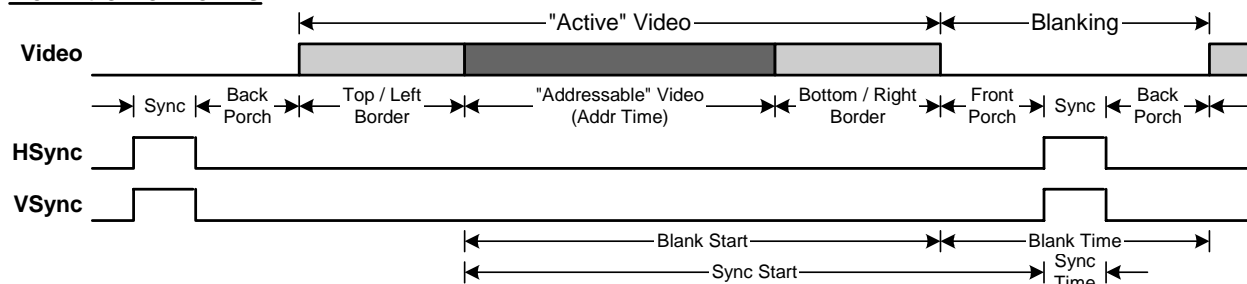 "Active" Video Blanking
Video
Sync Back Porch Top / Left Border "Addressable" Video (Addr Time) Bottom / Right Border Front Porch Sync Back Porch
HSync
VSync
Blank Start Blank Time
Sync Start Sync Time